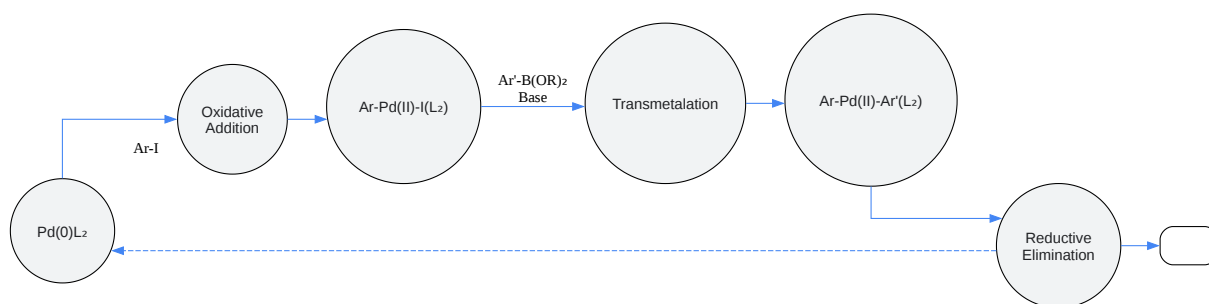 Pd(0)L₂
Ar-I
Oxidative
Addition
Ar-Pd(II)-I(L₂)
Ar'-B(OR)₂
Base
Transmetalation
Ar-Pd(II)-Ar'(L₂)
Reductive
Elimination